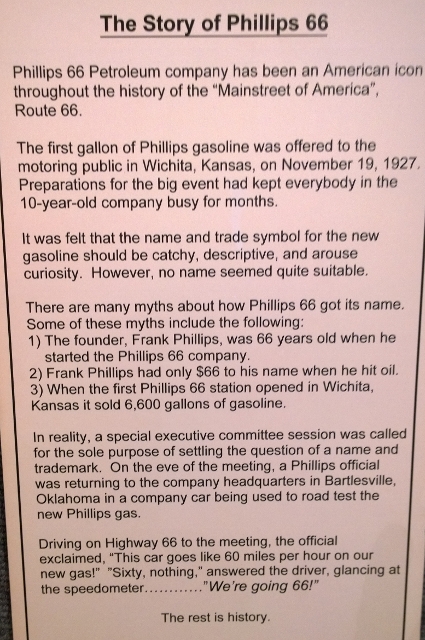 The Story of Phillips 66
Phillips 66 Petroleum company has been an American icon
throughout the history of the “Mainstreet of America”,
Route 66.
The first gallon of Phillips gasoline was offered to the
motoring public in Wichita, Kansas, on November 19, 1927.
Preparations for the big event had kept everybody in the
10-year-old company busy for months.
It was felt that the name and trade symbol for the new
gasoline should be catchy, descriptive, and arouse
curiosity.  However, no name seemed quite suitable.
There are many myths about how Phillips 66 got its name.
Some of these myths include the following:
1) The founder, Frank Phillips, was 66 years old when he
started the Phillips 66 company.
2) Frank Phillips had only $66 to his name when he hit oil.
3) When the first Phillips 66 station opened in Wichita,
Kansas it sold 6,600 gallons of gasoline.
In reality, a special executive committee session was called
for the sole purpose of settling the question of a name and
trademark.  On the eve of the meeting, a Phillips official
was returning to the company headquarters in Bartlesville,
Oklahoma in a company car being used to road test the
new Phillips gas.
Driving on Highway 66 to the meeting, the official
exclaimed, “This car goes like 60 miles per hour on our
new gas!”  ”Sixty, nothing,” answered the driver, glancing at
the speedometer............”We’re going 66!”
The rest is history.